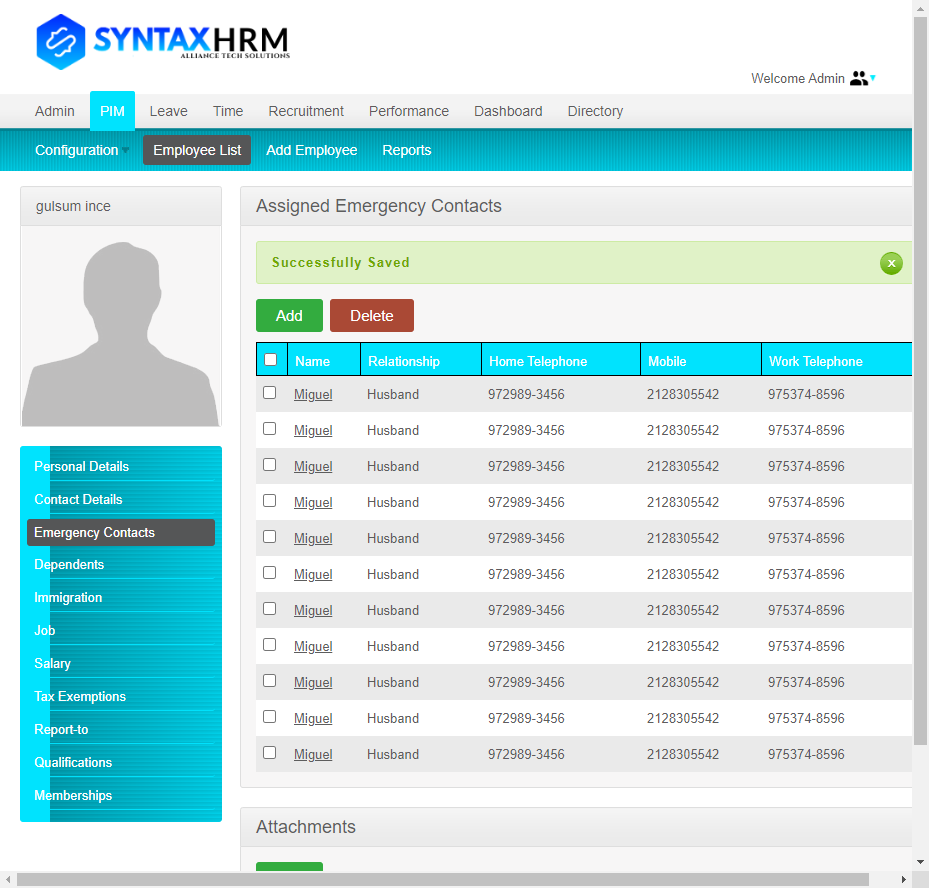 SYNTAXHRM
ALLIANCE TECH SOLUTIONS
Welcome Admin
Admin PIM Leave Time Recruitment Performance Dashboard Directory
Configuration Employee List Add Employee Reports
gulsum ince
Personal Details
Contact Details
Emergency Contacts
Dependents
Immigration
Job
Salary
Tax Exemptions
Report-to
Qualifications
Memberships
Assigned Emergency Contacts
Successfully Saved
Add Delete
Name Relationship Home Telephone Mobile Work Telephone
Miguel Husband 972989-3456 2128305542 975374-8596
Miguel Husband 972989-3456 2128305542 975374-8596
Miguel Husband 972989-3456 2128305542 975374-8596
Miguel Husband 972989-3456 2128305542 975374-8596
Miguel Husband 972989-3456 2128305542 975374-8596
Miguel Husband 972989-3456 2128305542 975374-8596
Miguel Husband 972989-3456 2128305542 975374-8596
Miguel Husband 972989-3456 2128305542 975374-8596
Miguel Husband 972989-3456 2128305542 975374-8596
Miguel Husband 972989-3456 2128305542 975374-8596
Miguel Husband 972989-3456 2128305542 975374-8596
Attachments